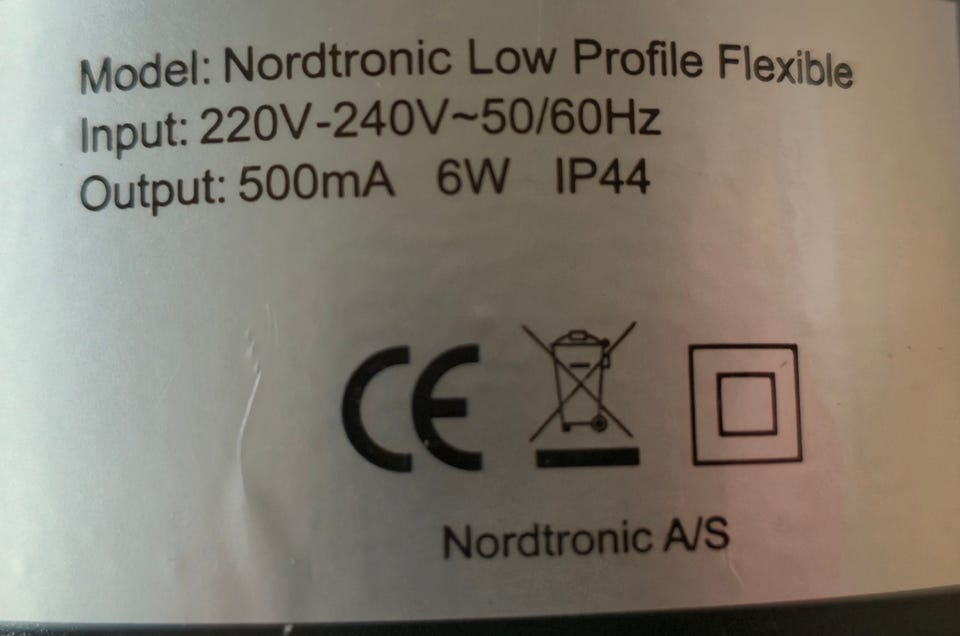 Model: Nordtronic Low Profile Flexible
Input: 220V-240V~50/60Hz
Output: 500mA 6W IP44
CE
Nordtronic A/S